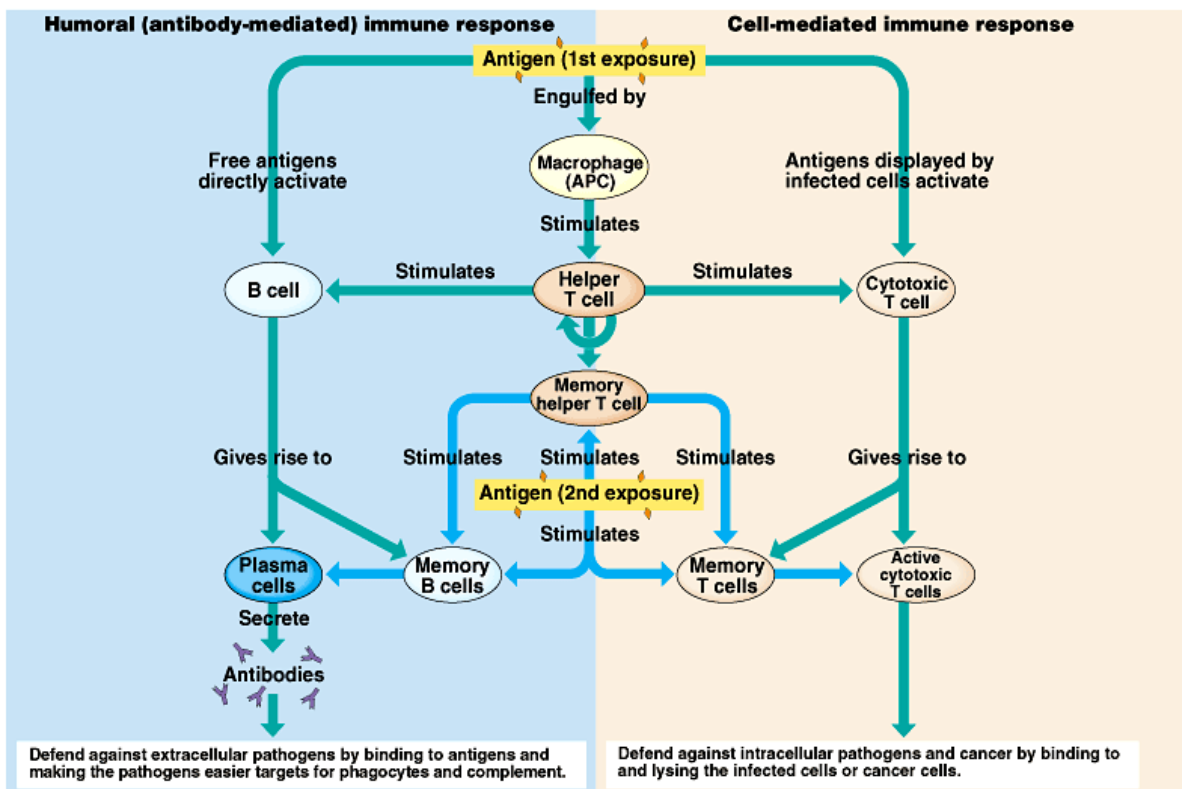 Humoral (antibody-mediated) immune response
Cell-mediated immune response
Antigen (1st exposure)
Engulfed by
Free antigens
directly activate
Macrophage
(APC)
Antigens displayed by
infected cells activate
Stimulates
B cell
Stimulates
Helper
T cell
Stimulates
Cytotoxic
T cell
Memory
helper T cell
Gives rise to
Stimulates
Stimulates
Stimulates
Gives rise to
Antigen (2nd exposure)
Stimulates
Plasma
cells
Memory
B cells
Memory
T cells
Active
cytotoxic
T cells
Secrete
Antibodies
Defend against extracellular pathogens by binding to antigens and
making the pathogens easier targets for phagocytes and complement.
Defend against intracellular pathogens and cancer by binding to
and lysing the infected cells or cancer cells.